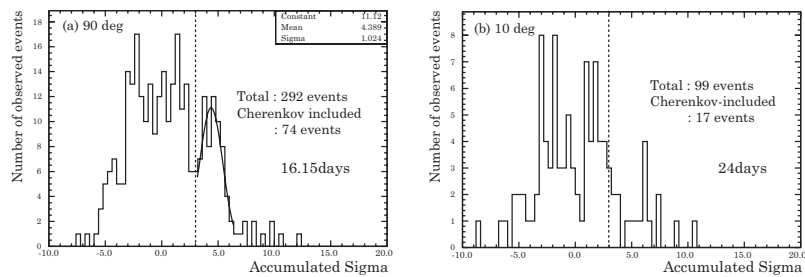 (a) 90 deg
Constant 11.12
Mean 4.389
Sigma 1.024
Total : 292 events
Cherenkov included
: 74 events
16.15days
Number of observed events
18
16
14
12
10
8
6
4
2
0
-10.0 -5.0 0.0 5.0 10.0 15.0 20.0
Accumulated Sigma
(b) 10 deg
Total : 99 events
Cherenkov-included
: 17 events
24days
Number of observed events
8
7
6
5
4
3
2
1
0
-10.0 -5.0 0.0 5.0 10.0 15.0 20.0
Accumulated Sigma